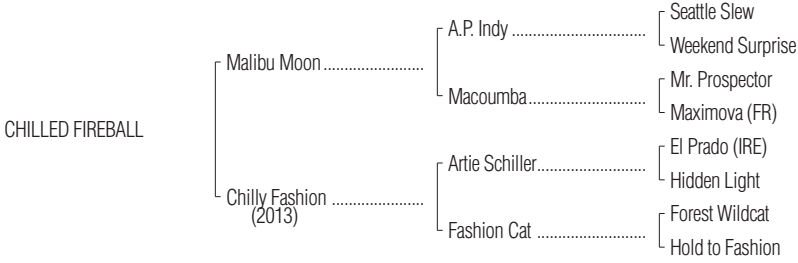 Seattle Slew
A.P. Indy ................................
Weekend Surprise
Malibu Moon ........................
Mr. Prospector
Macoumba............................
Maximova (FR)
CHILLED FIREBALL
El Prado (IRE)
Artie Schiller..........................
Hidden Light
Chilly Fashion ......................
(2013)
Forest Wildcat
Fashion Cat ..........................
Hold to Fashion